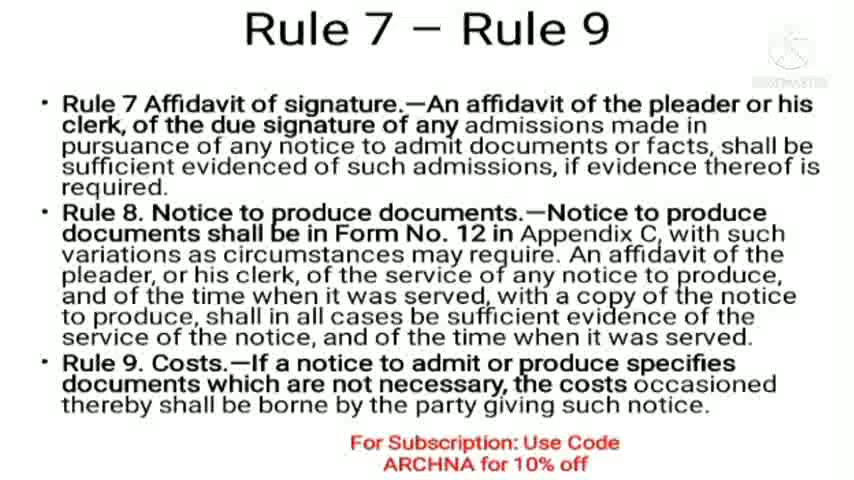 Rule 7 – Rule 9
• Rule 7 Affidavit of signature.—An affidavit of the pleader or his
clerk, of the due signature of any admissions made in
pursuance of any notice to admit documents or facts, shall be
sufficient evidenced of such admissions, if evidence thereof is
required.
• Rule 8. Notice to produce documents.—Notice to produce
documents shall be in Form No. 12 in Appendix C, with such
variations as circumstances may require. An affidavit of the
pleader, or his clerk, of the service of any notice to produce,
and of the time when it was served, with a copy of the notice
to produce, shall in all cases be sufficient evidence of the
service of the notice, and of the time when it was served.
• Rule 9. Costs.—If a notice to admit or produce specifies
documents which are not necessary, the costs occasioned
thereby shall be borne by the party giving such notice.
For Subscription: Use Code
ARCHNA for 10% off